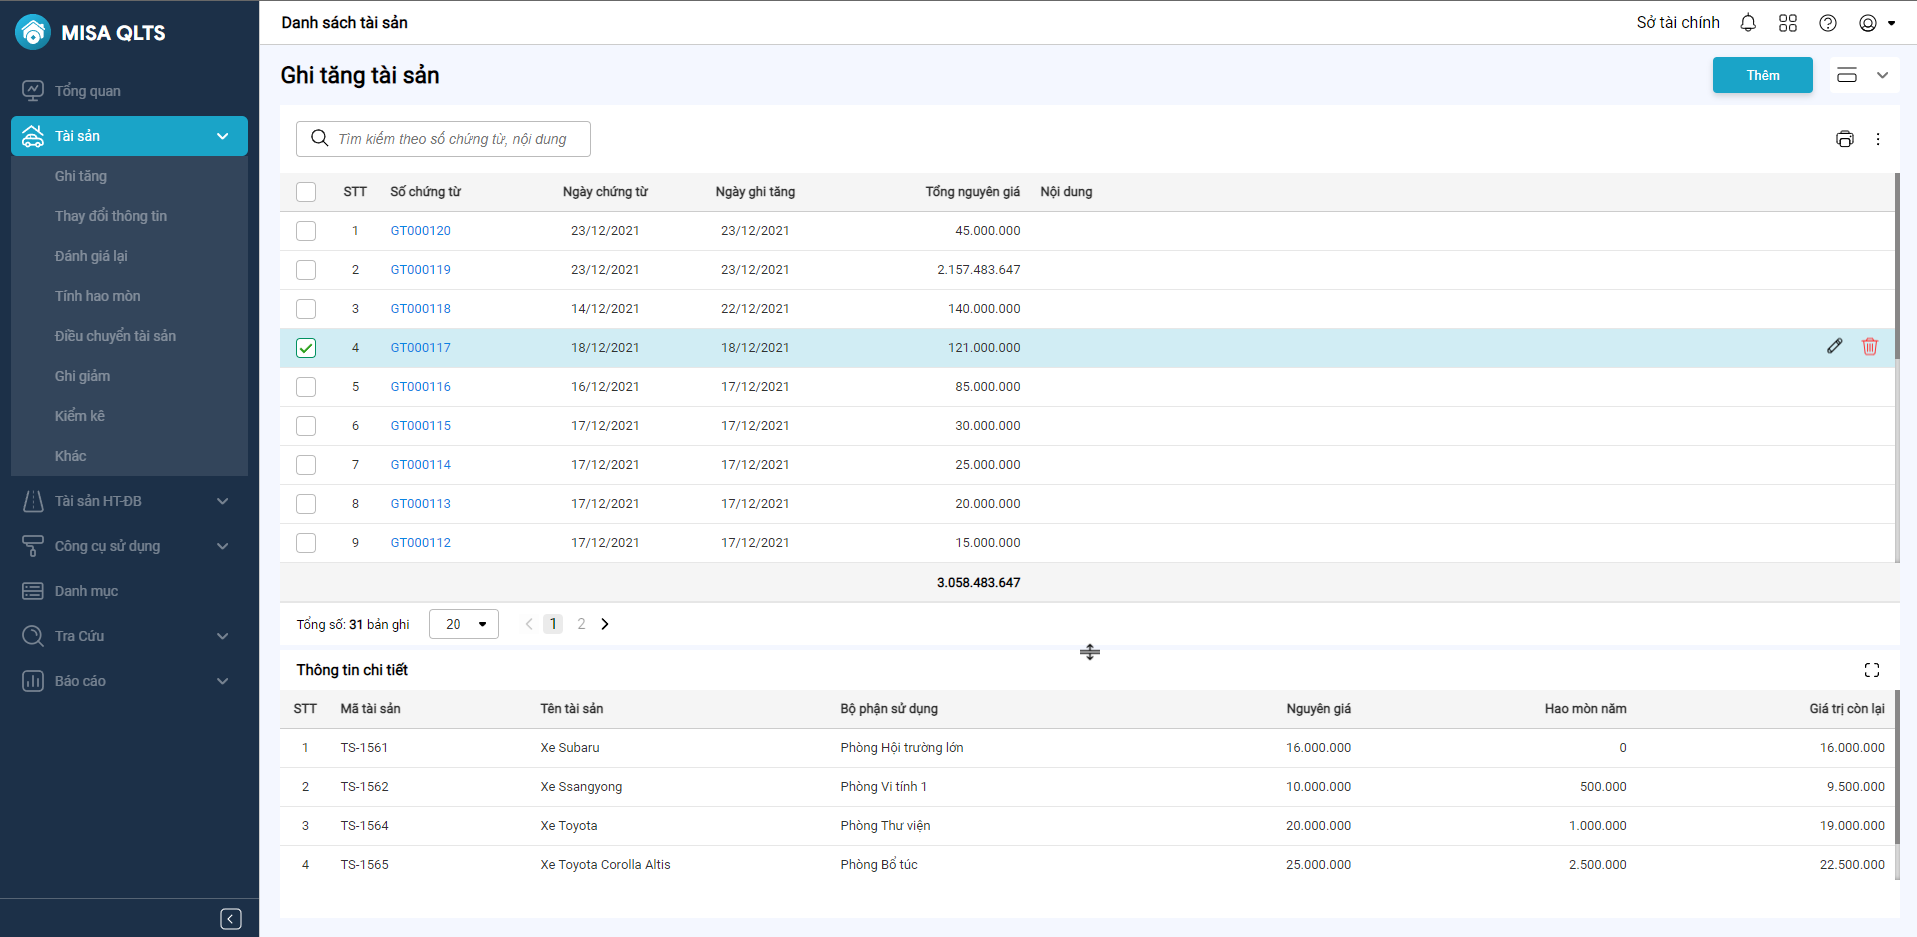 MISA QLTS
Tổng quan
Tài sản
Ghi tăng
Thay đổi thông tin
Đánh giá lại
Tính hao mòn
Điều chuyển tài sản
Ghi giảm
Kiểm kê
Khác
Tài sản HT-ĐB
Công cụ sử dụng
Danh mục
Tra Cứu
Báo cáo
Danh sách tài sản
Sở tài chính
Ghi tăng tài sản
Thêm
Tìm kiếm theo số chứng từ, nội dung
STT Số chứng từ Ngày chứng từ Ngày ghi tăng Tổng nguyên giá Nội dung
1 GT000120 23/12/2021 23/12/2021 45.000.000
2 GT000119 23/12/2021 23/12/2021 2.157.483.647
3 GT000118 14/12/2021 22/12/2021 140.000.000
4 GT000117 18/12/2021 18/12/2021 121.000.000
5 GT000116 16/12/2021 17/12/2021 85.000.000
6 GT000115 17/12/2021 17/12/2021 30.000.000
7 GT000114 17/12/2021 17/12/2021 25.000.000
8 GT000113 17/12/2021 17/12/2021 20.000.000
9 GT000112 17/12/2021 17/12/2021 15.000.000
3.058.483.647
Tổng số: 31 bản ghi 20 1 2
Thông tin chi tiết
STT Mã tài sản Tên tài sản Bộ phận sử dụng Nguyên giá Hao mòn năm Giá trị còn lại
1 TS-1561 Xe Subaru Phòng Hội trường lớn 16.000.000 0 16.000.000
2 TS-1562 Xe Ssangyong Phòng Vi tính 1 10.000.000 500.000 9.500.000
3 TS-1564 Xe Toyota Phòng Thư viện 20.000.000 1.000.000 19.000.000
4 TS-1565 Xe Toyota Corolla Altis Phòng Bổ túc 25.000.000 2.500.000 22.500.000